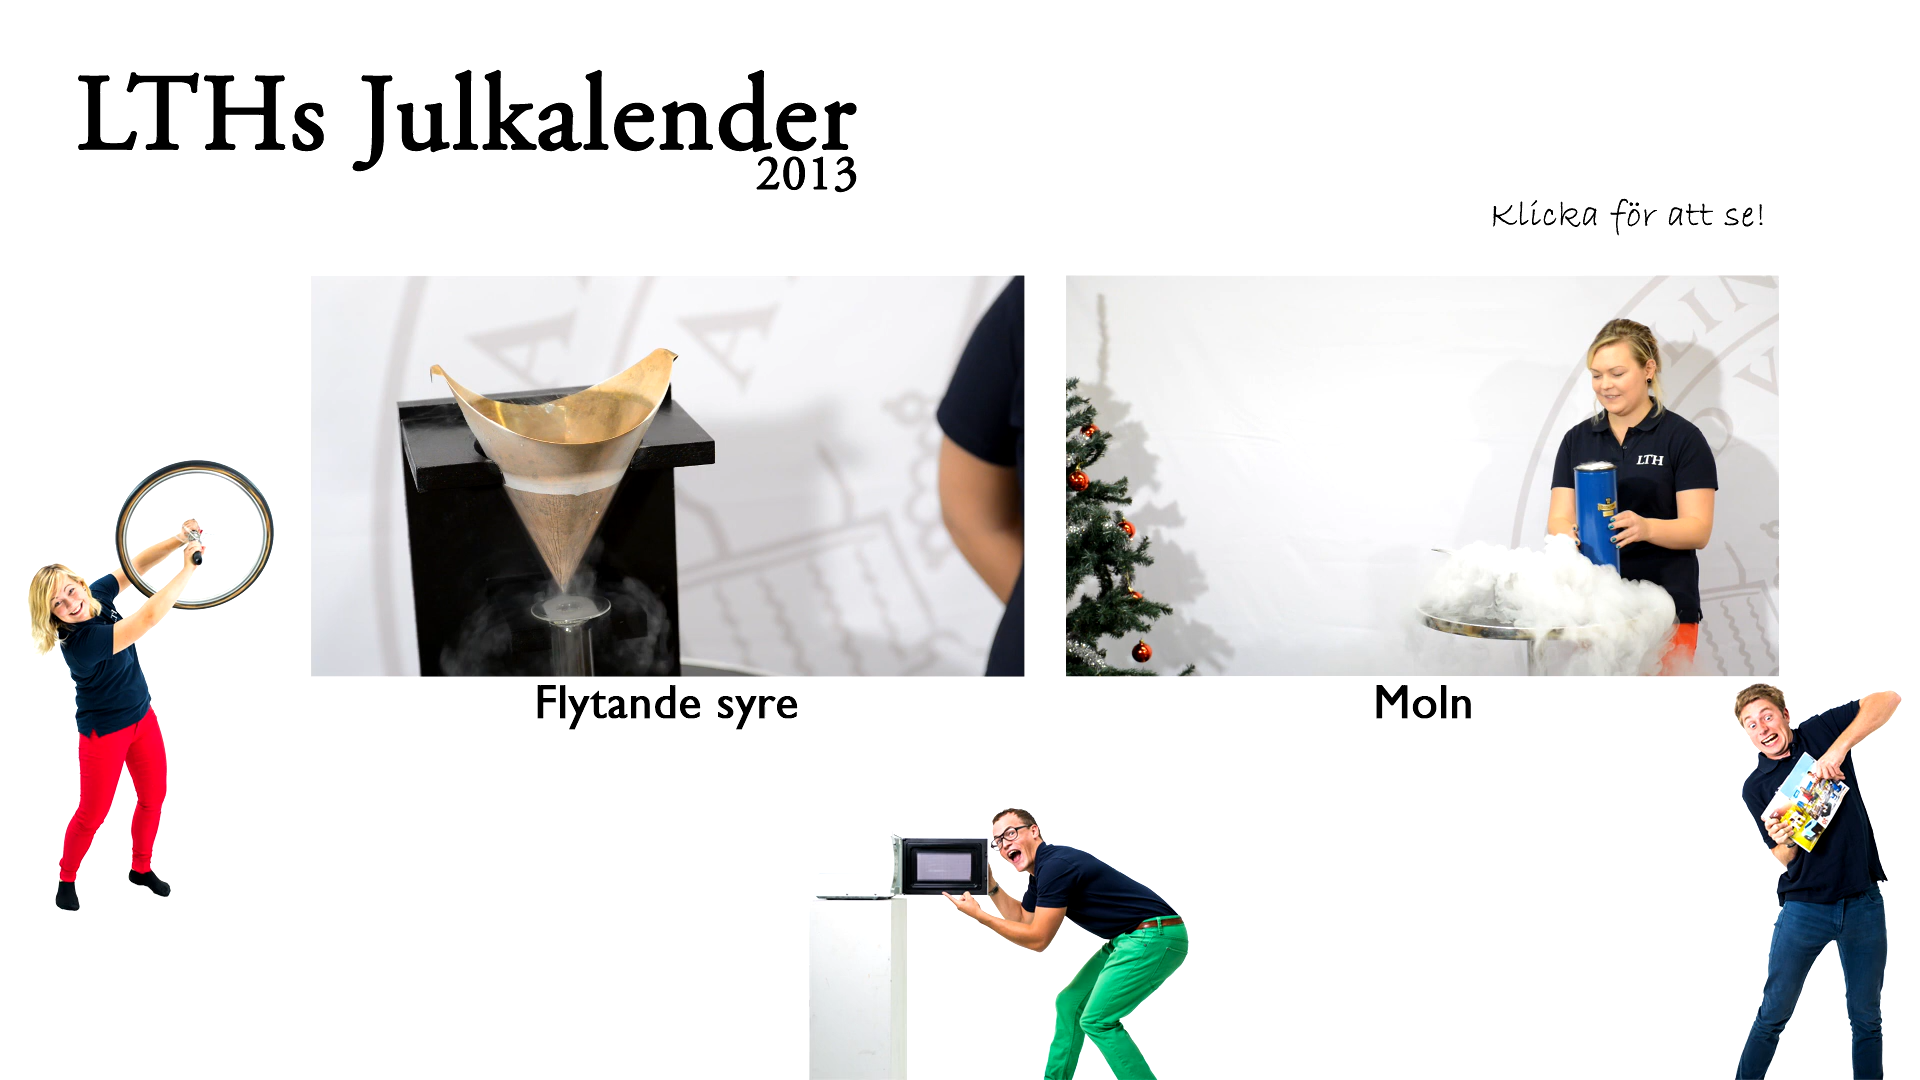 LTHs Julkalender
2013
Klicka för att se!
LTH
Flytande syre
Moln